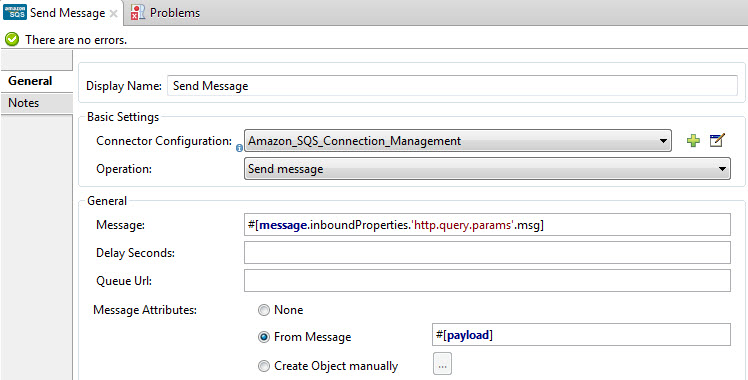 amazon SQS Send Message Problems
There are no errors.
General
Notes
Display Name: Send Message
Basic Settings
Connector Configuration: Amazon_SQS_Connection_Management
Operation: Send message
General
Message: #[message.inboundProperties.'http.query.params'.msg]
Delay Seconds:
Queue Url:
Message Attributes: None
From Message #[payload]
Create Object manually ...